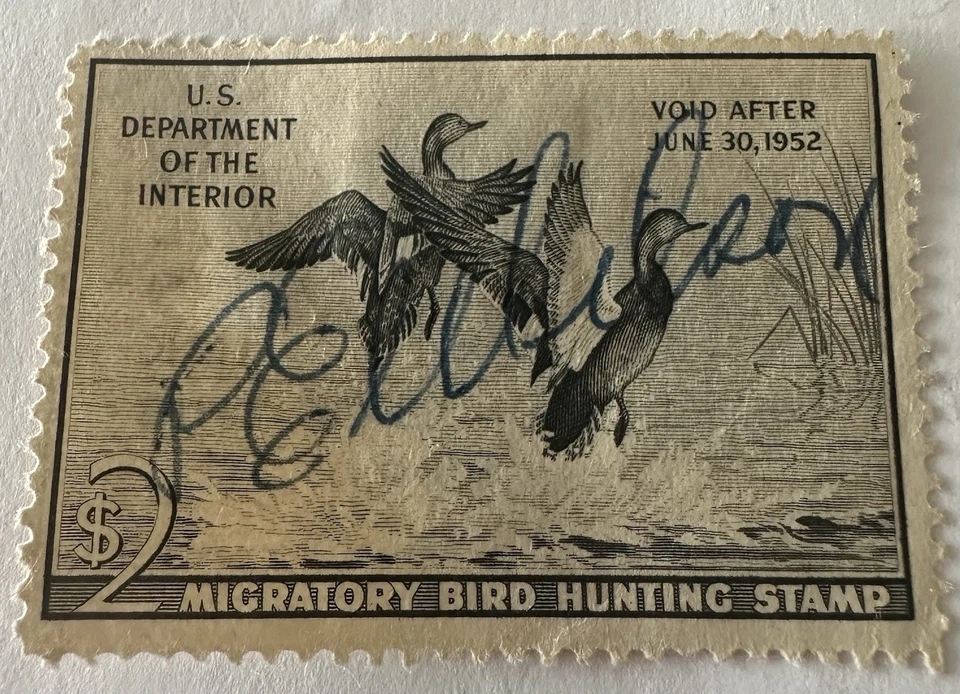 U.S.
DEPARTMENT
OF THE
INTERIOR
VOID AFTER
JUNE 30, 1952
$2
MIGRATORY BIRD HUNTING STAMP